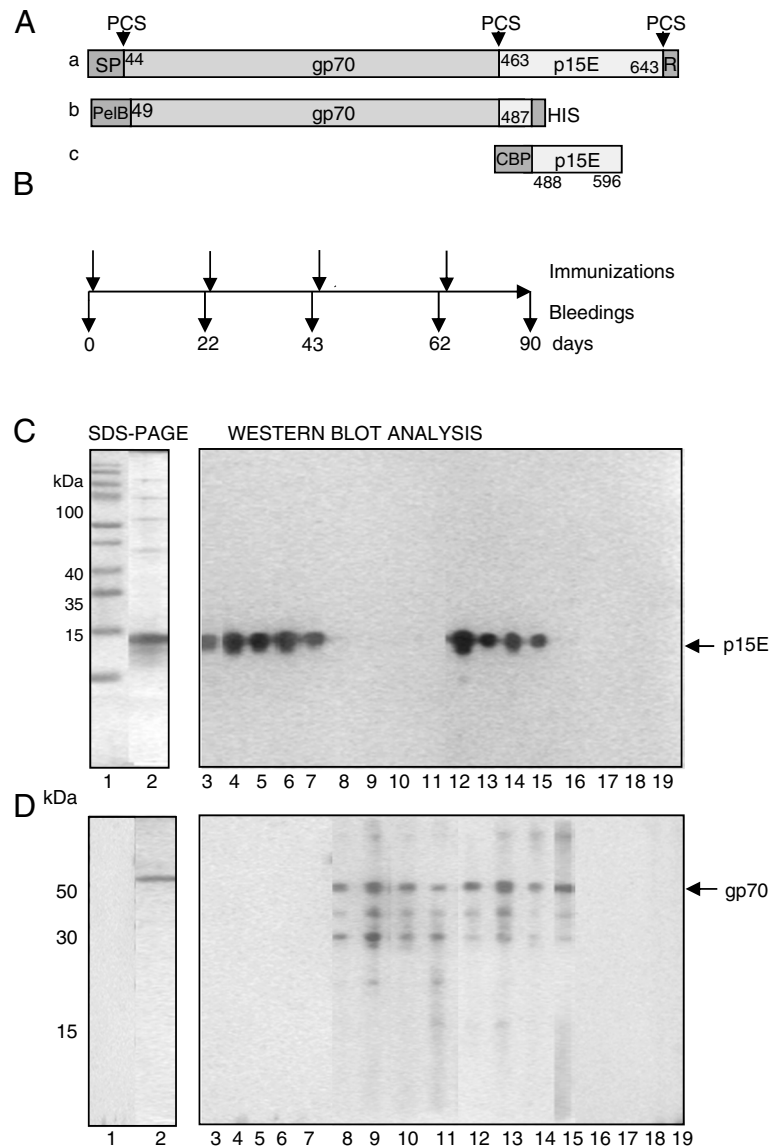 A
PCS PCS PCS
a SP 44 gp70 463 p15E 643 R
b PelB 49 gp70 487 HIS
c CBP p15E
488 596
B
Immunizations
Bleedings
0 22 43 62 90 days
C
SDS-PAGE WESTERN BLOT ANALYSIS
kDa
100
40
35
15
p15E
1 2 3 4 5 6 7 8 9 10 11 12 13 14 15 16 17 18 19
D
kDa
50
gp70
30
15
1 2 3 4 5 6 7 8 9 10 11 12 13 14 15 16 17 18 19